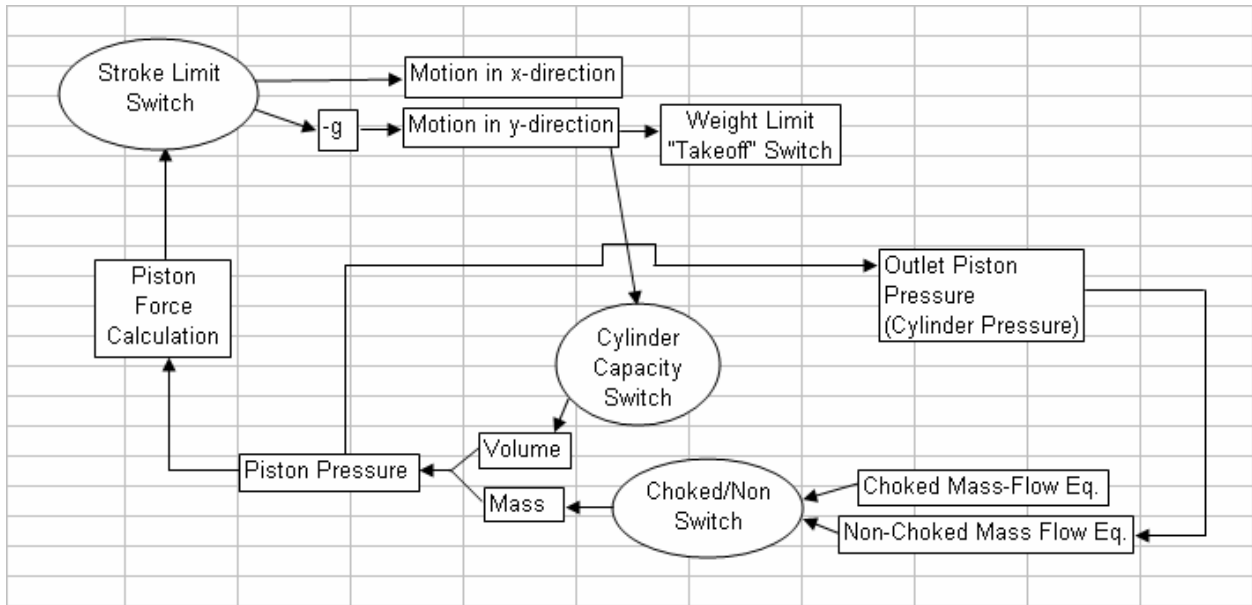 Stroke Limit
Switch
Motion in x-direction
-g
Motion in y-direction
Weight Limit
"Takeoff" Switch
Piston
Force
Calculation
Outlet Piston
Pressure
(Cylinder Pressure)
Cylinder
Capacity
Switch
Volume
Piston Pressure
Mass
Choked/Non
Switch
Choked Mass-Flow Eq.
Non-Choked Mass Flow Eq.